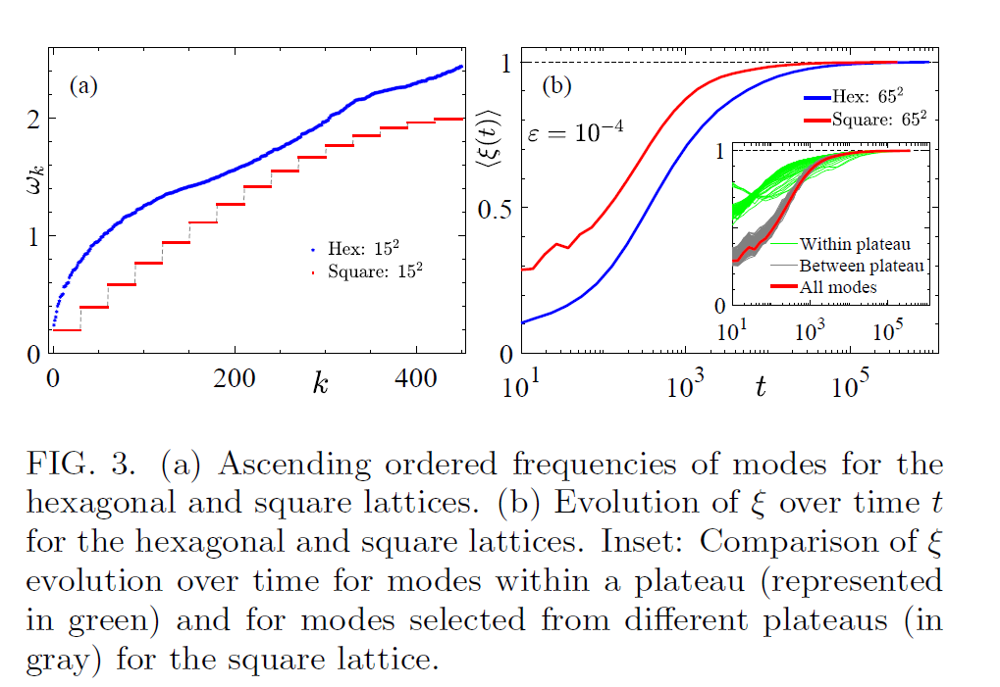 (a)
2
1
0
ω_k
0
200
400
k
Hex: 15²
Square: 15²
(b)
1
0.5
0
⟨ξ(t)⟩
ε = 10⁻⁴
Hex: 65²
Square: 65²
10¹
10³
10⁵
t
1
0
Within plateau
Between plateau
All modes
10¹
10³
10⁵
FIG. 3. (a) Ascending ordered frequencies of modes for the
hexagonal and square lattices. (b) Evolution of ξ over time t
for the hexagonal and square lattices. Inset: Comparison of ξ
evolution over time for modes within a plateau (represented
in green) and for modes selected from different plateaus (in
gray) for the square lattice.